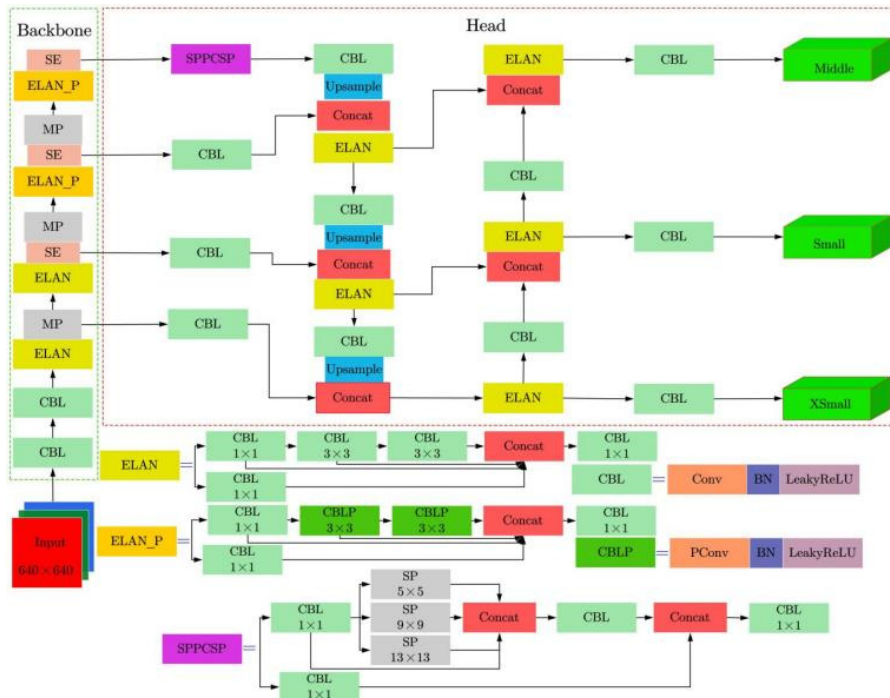 Backbone
Head
SE
SPPCSP
CBL
ELAN
CBL
Middle
ELAN_P
Upsample
Concat
MP
Concat
SE
CBL
ELAN
ELAN_P
CBL
CBL
MP
Upsample
ELAN
CBL
Small
SE
CBL
Concat
Concat
ELAN
ELAN
MP
CBL
CBL
CBL
ELAN
Upsample
CBL
Concat
ELAN
CBL
XSmall
CBL
ELAN
CBL
1×1
CBL
3×3
CBL
3×3
Concat
CBL
1×1
CBL
1×1
CBL
Conv
BN
LeakyReLU
Input
640×640
ELAN_P
CBL
1×1
CBLP
3×3
CBLP
3×3
Concat
CBL
1×1
CBL
1×1
CBLP
PConv
BN
LeakyReLU
SPPCSP
CBL
1×1
SP
5×5
SP
9×9
SP
13×13
Concat
CBL
Concat
CBL
1×1
CBL
1×1